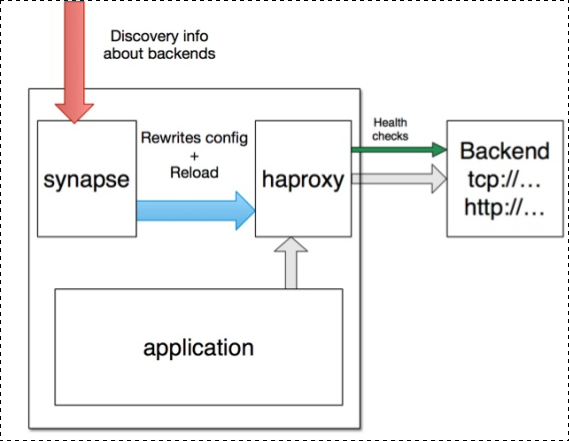 Discovery info
about backends
synapse
Rewrites config
+
Reload
haproxy
Health
checks
Backend
tcp://...
http://...
application